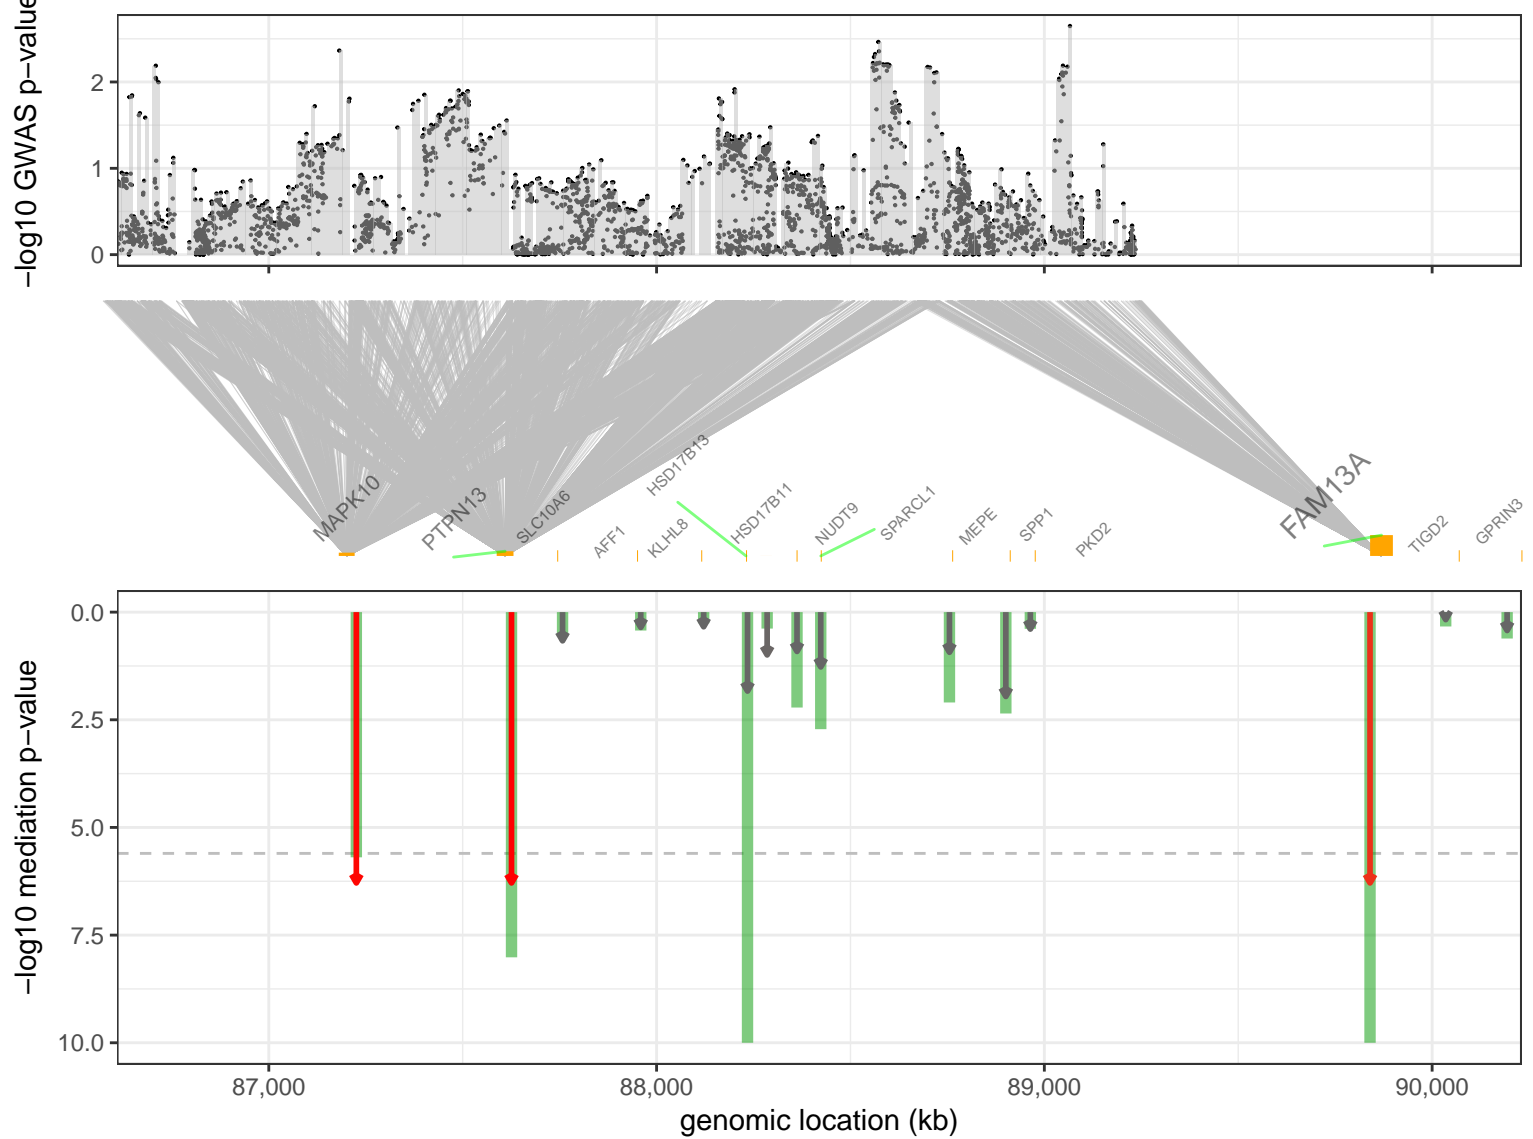 −log10 GWAS p−value
2
1
0
MAPK10
PTPN13
SLC10A6
AFF1
KLHL8
HSD17B13
HSD17B11
NUDT9
SPARCL1
MEPE
SPP1
PKD2
FAM13A
TIGD2
GPRIN3
−log10 mediation p−value
0.0
2.5
5.0
7.5
10.0
87,000
88,000
89,000
90,000
genomic location (kb)